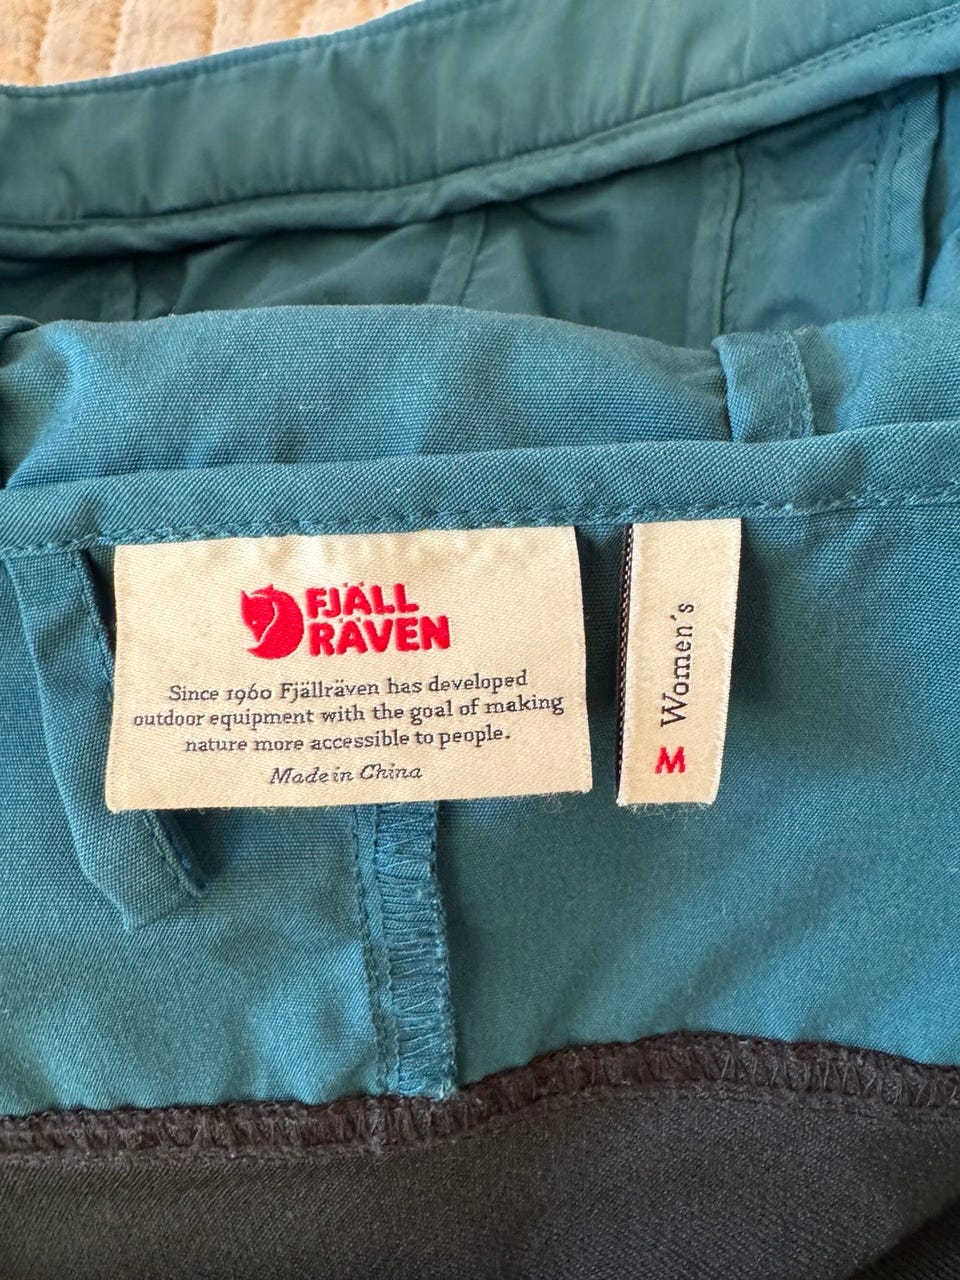 FJÄLL
RÄVEN
Since 1960 Fjällräven has developed
outdoor equipment with the goal of making
nature more accessible to people.
Made in China
Women's
M